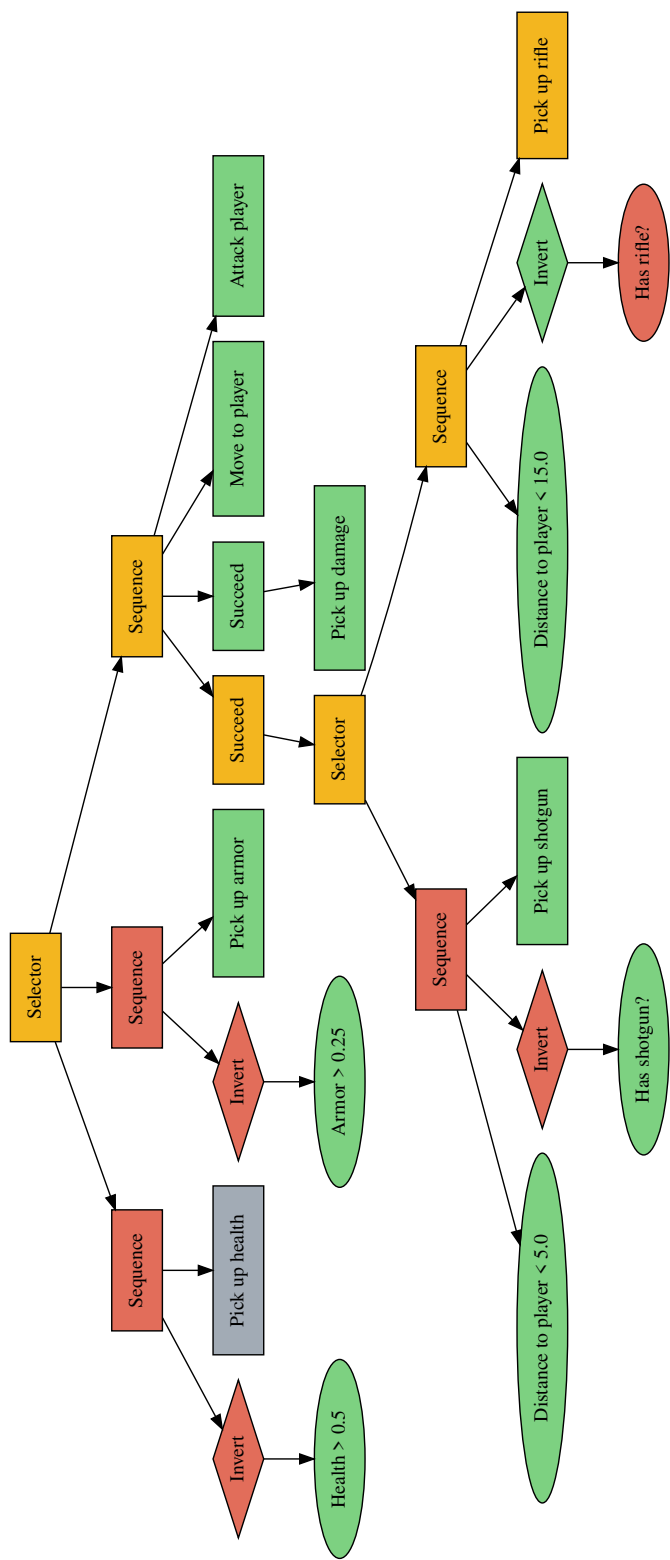 Selector
Sequence
Sequence
Sequence
Invert
Pick up health
Invert
Pick up armor
Succeed
Succeed
Move to player
Attack player
Health > 0.5
Armor > 0.25
Selector
Pick up damage
Sequence
Sequence
Distance to player < 5.0
Invert
Pick up shotgun
Distance to player < 15.0
Invert
Pick up rifle
Has shotgun?
Has rifle?